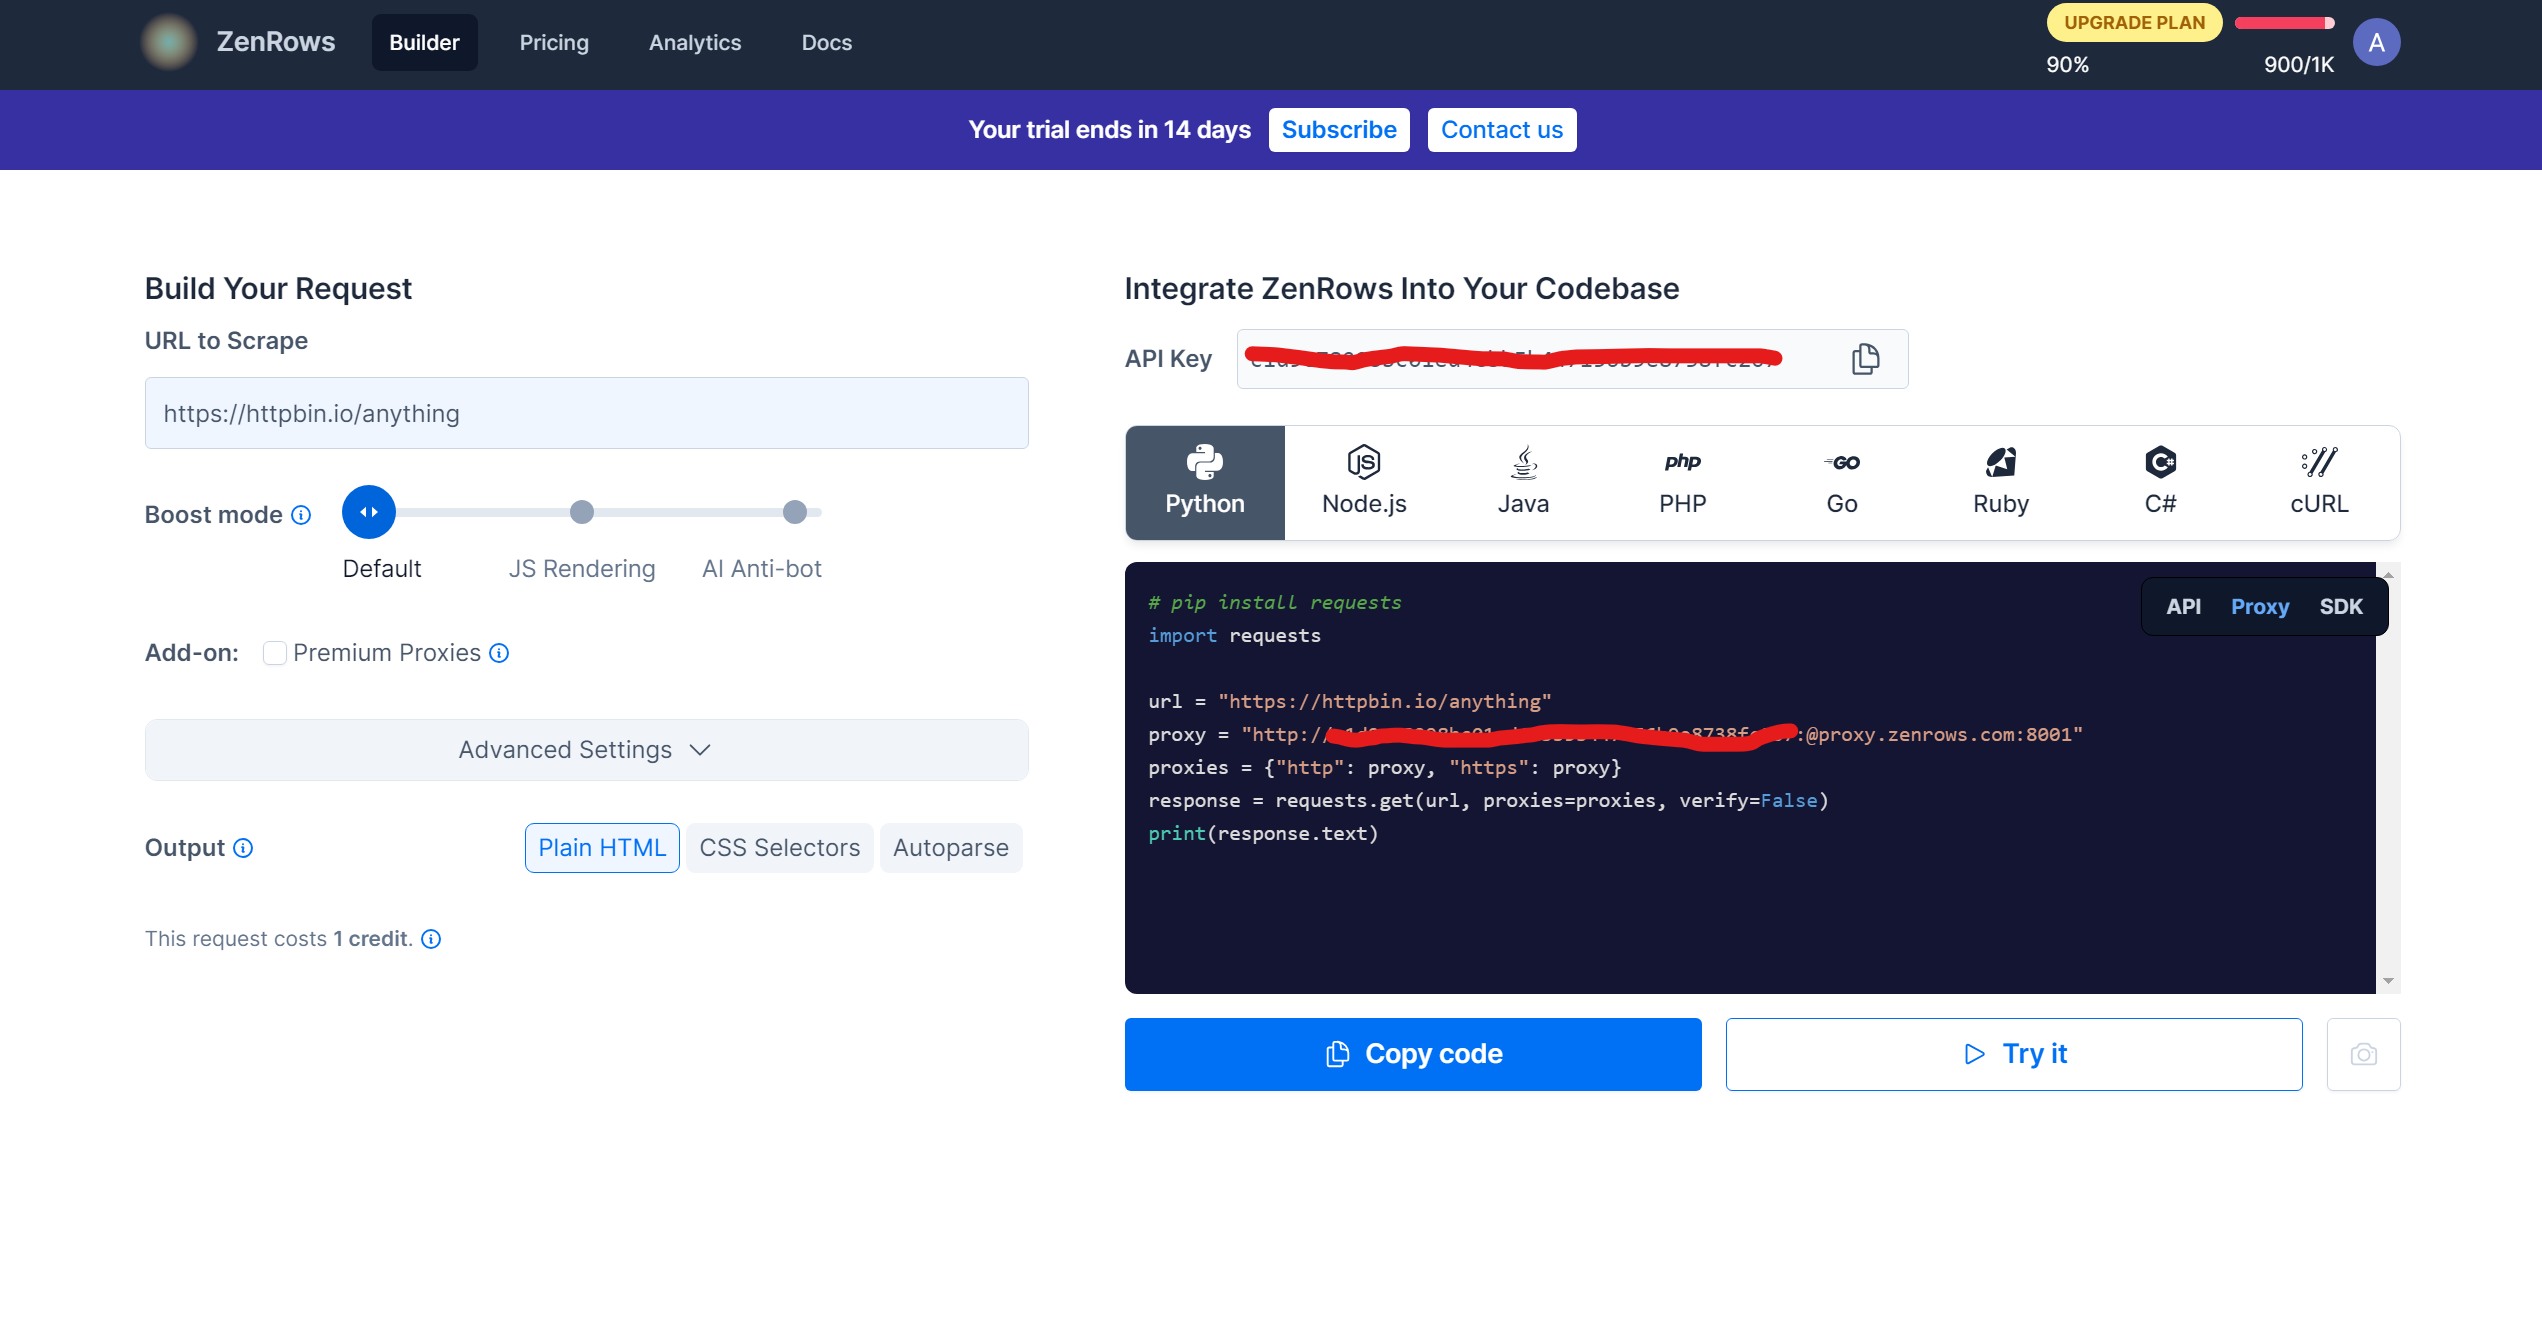 ZenRows Builder Pricing Analytics Docs UPGRADE PLAN A
90% 900/1K
Your trial ends in 14 days Subscribe Contact us
Build Your Request
URL to Scrape
https://httpbin.io/anything
Boost mode
Default JS Rendering AI Anti-bot
Add-on: Premium Proxies
Advanced Settings
Output Plain HTML CSS Selectors Autoparse
This request costs 1 credit.
Integrate ZenRows Into Your Codebase
API Key
Python Node.js Java PHP Go Ruby C# cURL
API Proxy SDK
# pip install requests
import requests
url = "https://httpbin.io/anything"
proxy = "http:// :@proxy.zenrows.com:8001"
proxies = {"http": proxy, "https": proxy}
response = requests.get(url, proxies=proxies, verify=False)
print(response.text)
Copy code Try it